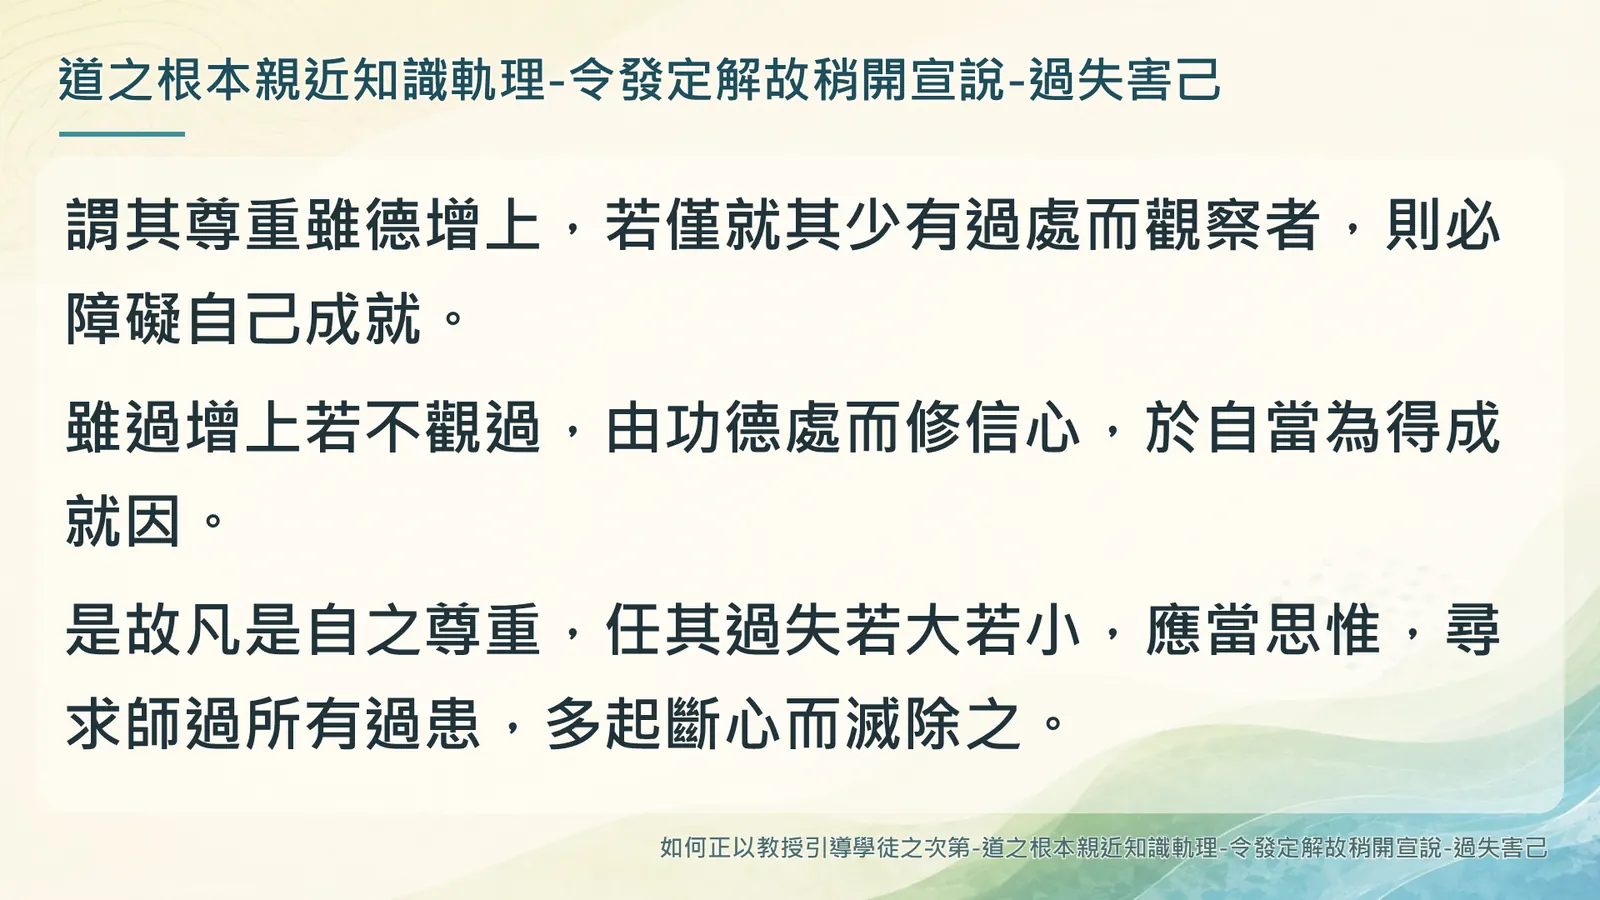 道之根本親近知識軌理-令發定解故稍開宣說-過失害己
謂其尊重雖德增上，若僅就其少有過處而觀察者，則必
障礙自己成就。
雖過增上若不觀過，由功德處而修信心，於自當為得成
就因。
是故凡是自之尊重，任其過失若大若小，應當思惟，尋
求師過所有過患，多起斷心而滅除之。
如何正以教授引導學徒之次第-道之根本親近知識軌理-令發定解故稍開宣說-過失害己